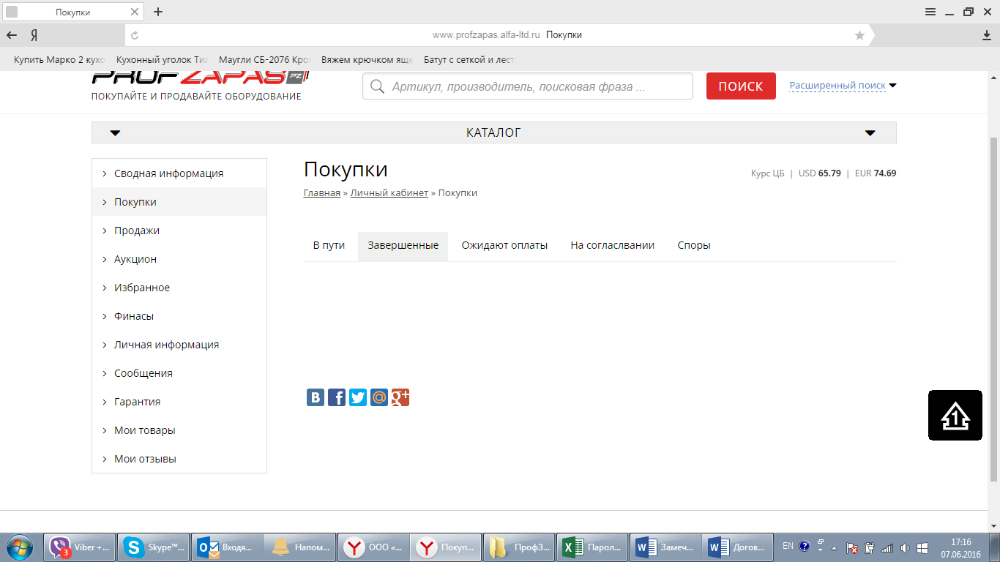 Покупки
Я
www.profzapas.alfa-ltd.ru Покупки
Купить Марко 2 кухо
Кухонный уголок Тиа
Маугли СБ-2076 Кро
Вяжем крючком яще
Батут с сеткой и лест
PROFZAPAS PZ
ПОКУПАЙТЕ И ПРОДАВАЙТЕ ОБОРУДОВАНИЕ
Артикул, производитель, поисковая фраза ...
ПОИСК
Расширенный поиск
КАТАЛОГ
Сводная информация
Покупки
Продажи
Аукцион
Избранное
Финасы
Личная информация
Сообщения
Гарантия
Мои товары
Мои отзывы
Покупки
Курс ЦБ | USD 65.79 | EUR 74.69
Главная » Личный кабинет » Покупки
В пути
Завершенные
Ожидают оплаты
На согласлвании
Споры
B f @ g+
1
3 Viber +...
Skype™...
Входя...
Напом...
ООО «...
Покуп...
ПрофЗ...
Парол...
Замеч...
Догов...
EN
17:16
07.06.2016